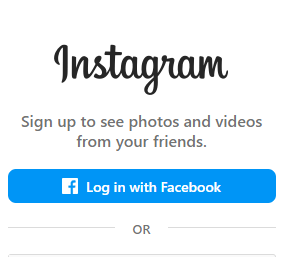 Instagram
Sign up to see photos and videos
from your friends.
Log in with Facebook
OR